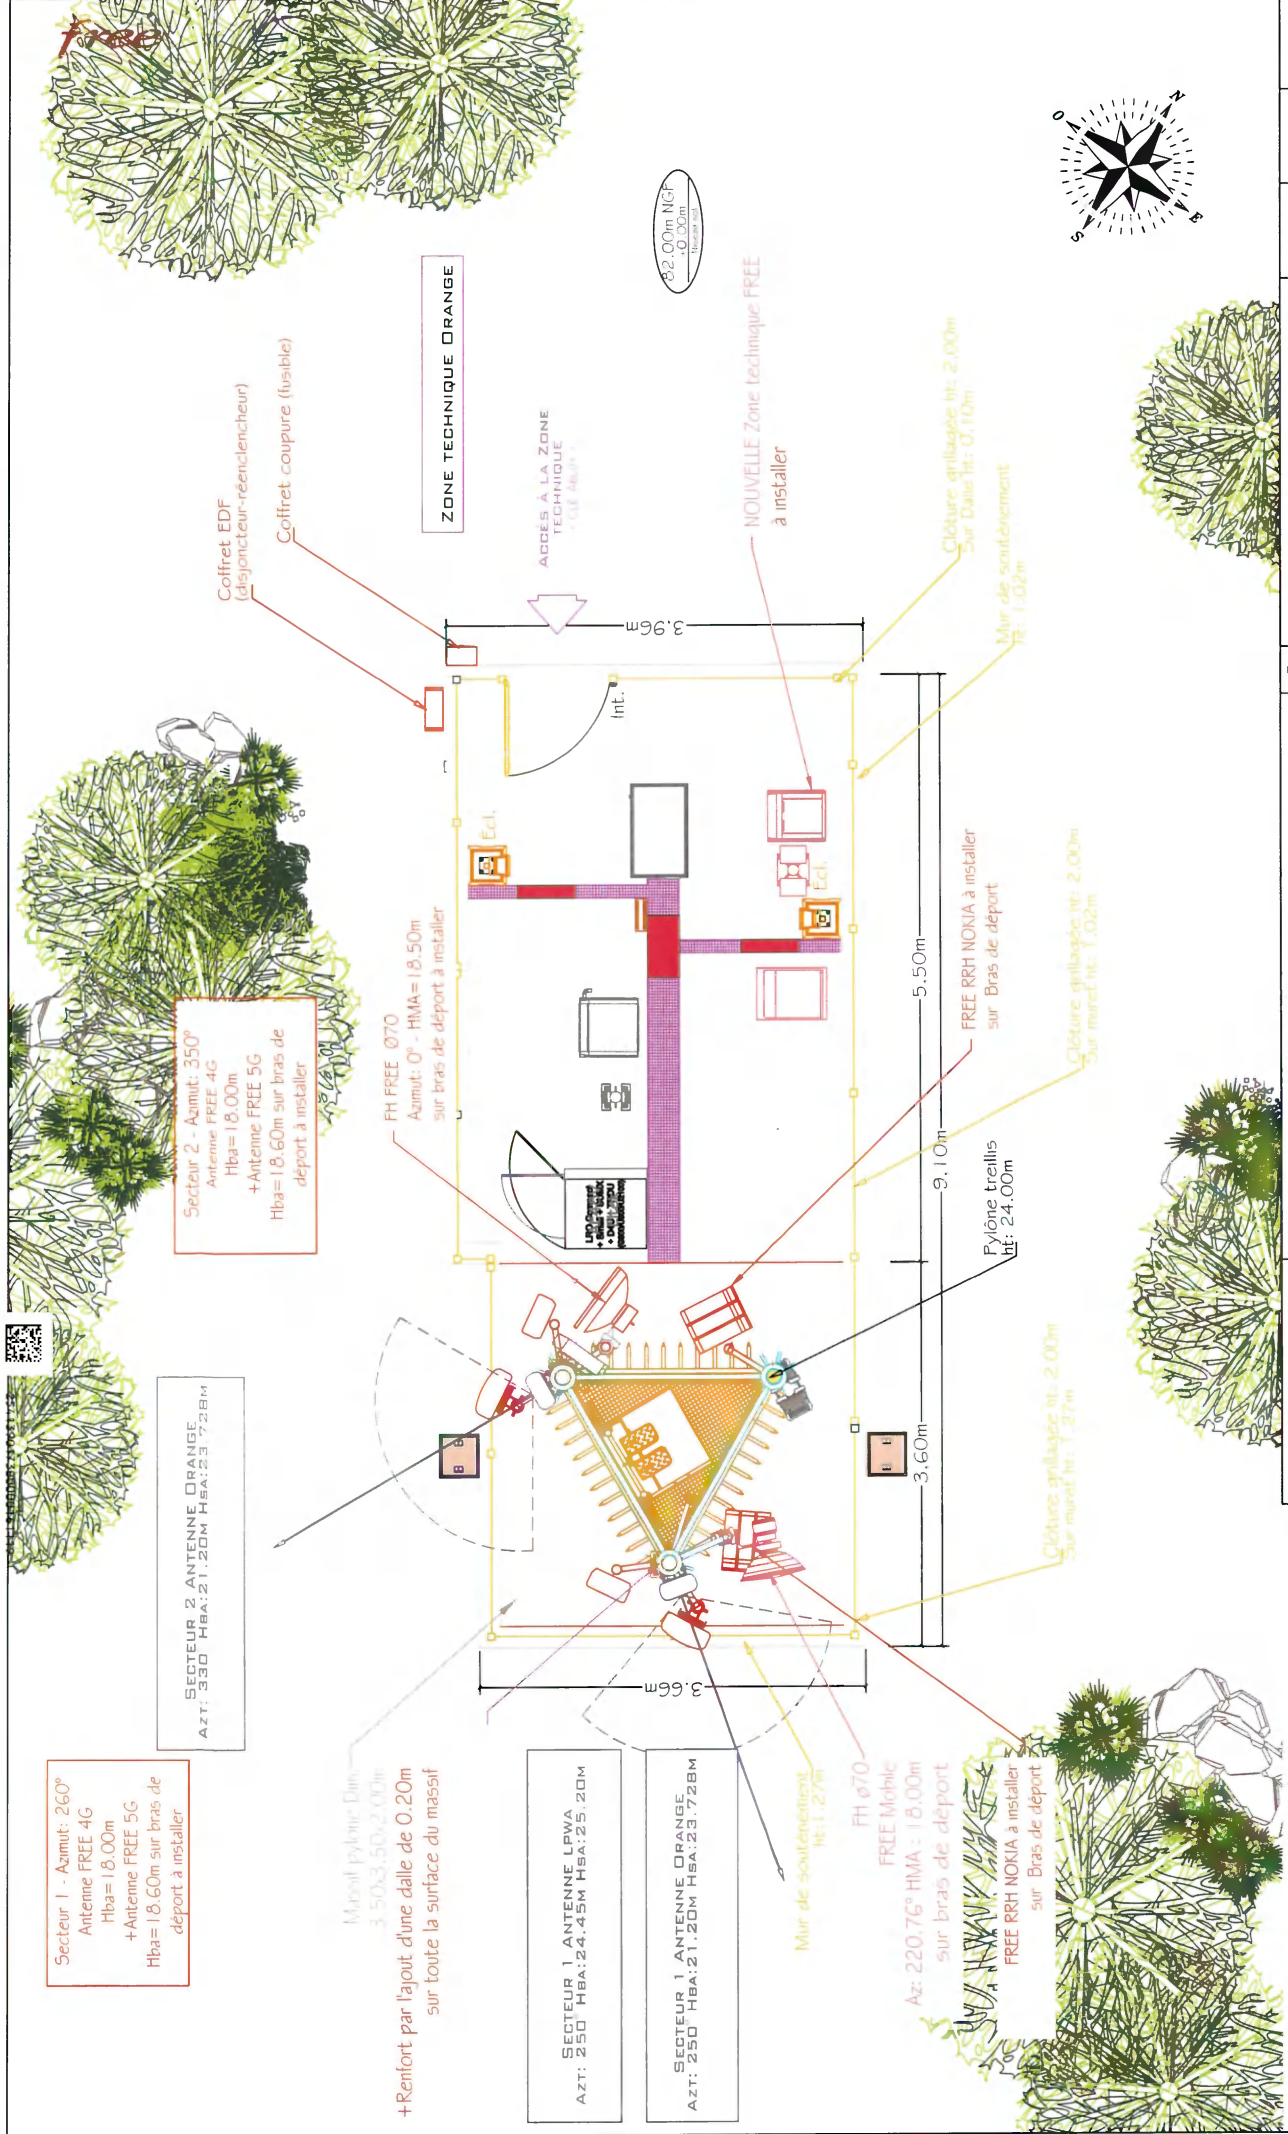 free
Coffret EDF
(disjoncteur-réenclencheur)
Coffret coupure (fusible)
ZONE TECHNIQUE ORANGE
ACCÈS À LA ZONE
TECHNIQUE
82.00m NGF
±0.00m
NOUVELLE Zone technique FREE
à installer
Clôture grillagée ht: 2.00m
Sur Dalle ht: 0.10m
Mur de soutènement
ht: 1.02m
N
O
E
S
3.96m
Int.
Ecl.
Ecl.
Secteur 2 - Azimut: 350°
Antenne FREE 4G
Hba=18.00m
+Antenne FREE 5G
Hba=18.60m sur bras de
déport à installer
FH FREE Ø70
Azimut: 0° - HMA=18.50m
sur bras de déport à installer
FREE RRH NOKIA à installer
sur Bras de déport
Clôture grillagée ht: 2.00m
Sur muret ht: 1.02m
5.50m
9.10m
3.60m
Pylône treillis
ht: 24.00m
Clôture grillagée ht: 2.00m
Sur muret ht: 1.27m
B B
SECTEUR 2 ANTENNE ORANGE
AZT: 330° HBA:21.20M HSA:23.728M
Secteur 1 - Azimut: 260°
Antenne FREE 4G
Hba=18.00m
+Antenne FREE 5G
Hba=18.60m sur bras de
déport à installer
Massif pylône Dim:
3.50x3.50x2.00m
+Renfort par l'ajout d'une dalle de 0.20m
sur toute la surface du massif
3.66m
SECTEUR 1 ANTENNE LPWA
AZT: 250° HBA:24.45M HSA:25.20M
SECTEUR 1 ANTENNE ORANGE
AZT: 250° HBA:21.20M HSA:23.728M
Mur de soutènement
ht: 1.27m
FH ø70
FREE Mobile
Az: 220.76° HMA : 18.00m
sur bras de déport
FREE RRH NOKIA à installer
sur Bras de déport